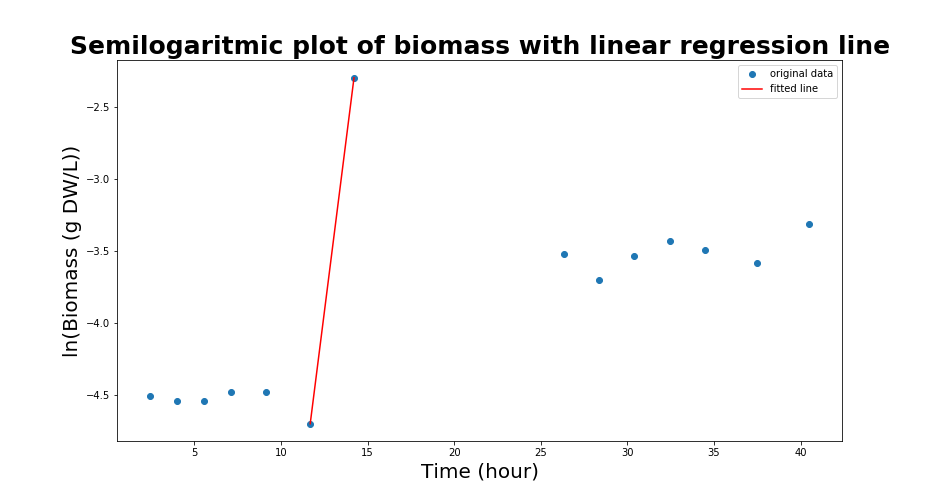 Semilogaritmic plot of biomass with linear regression line
original data
fitted line
ln(Biomass (g DW/L))
−2.5
−3.0
−3.5
−4.0
−4.5
5 10 15 20 25 30 35 40
Time (hour)